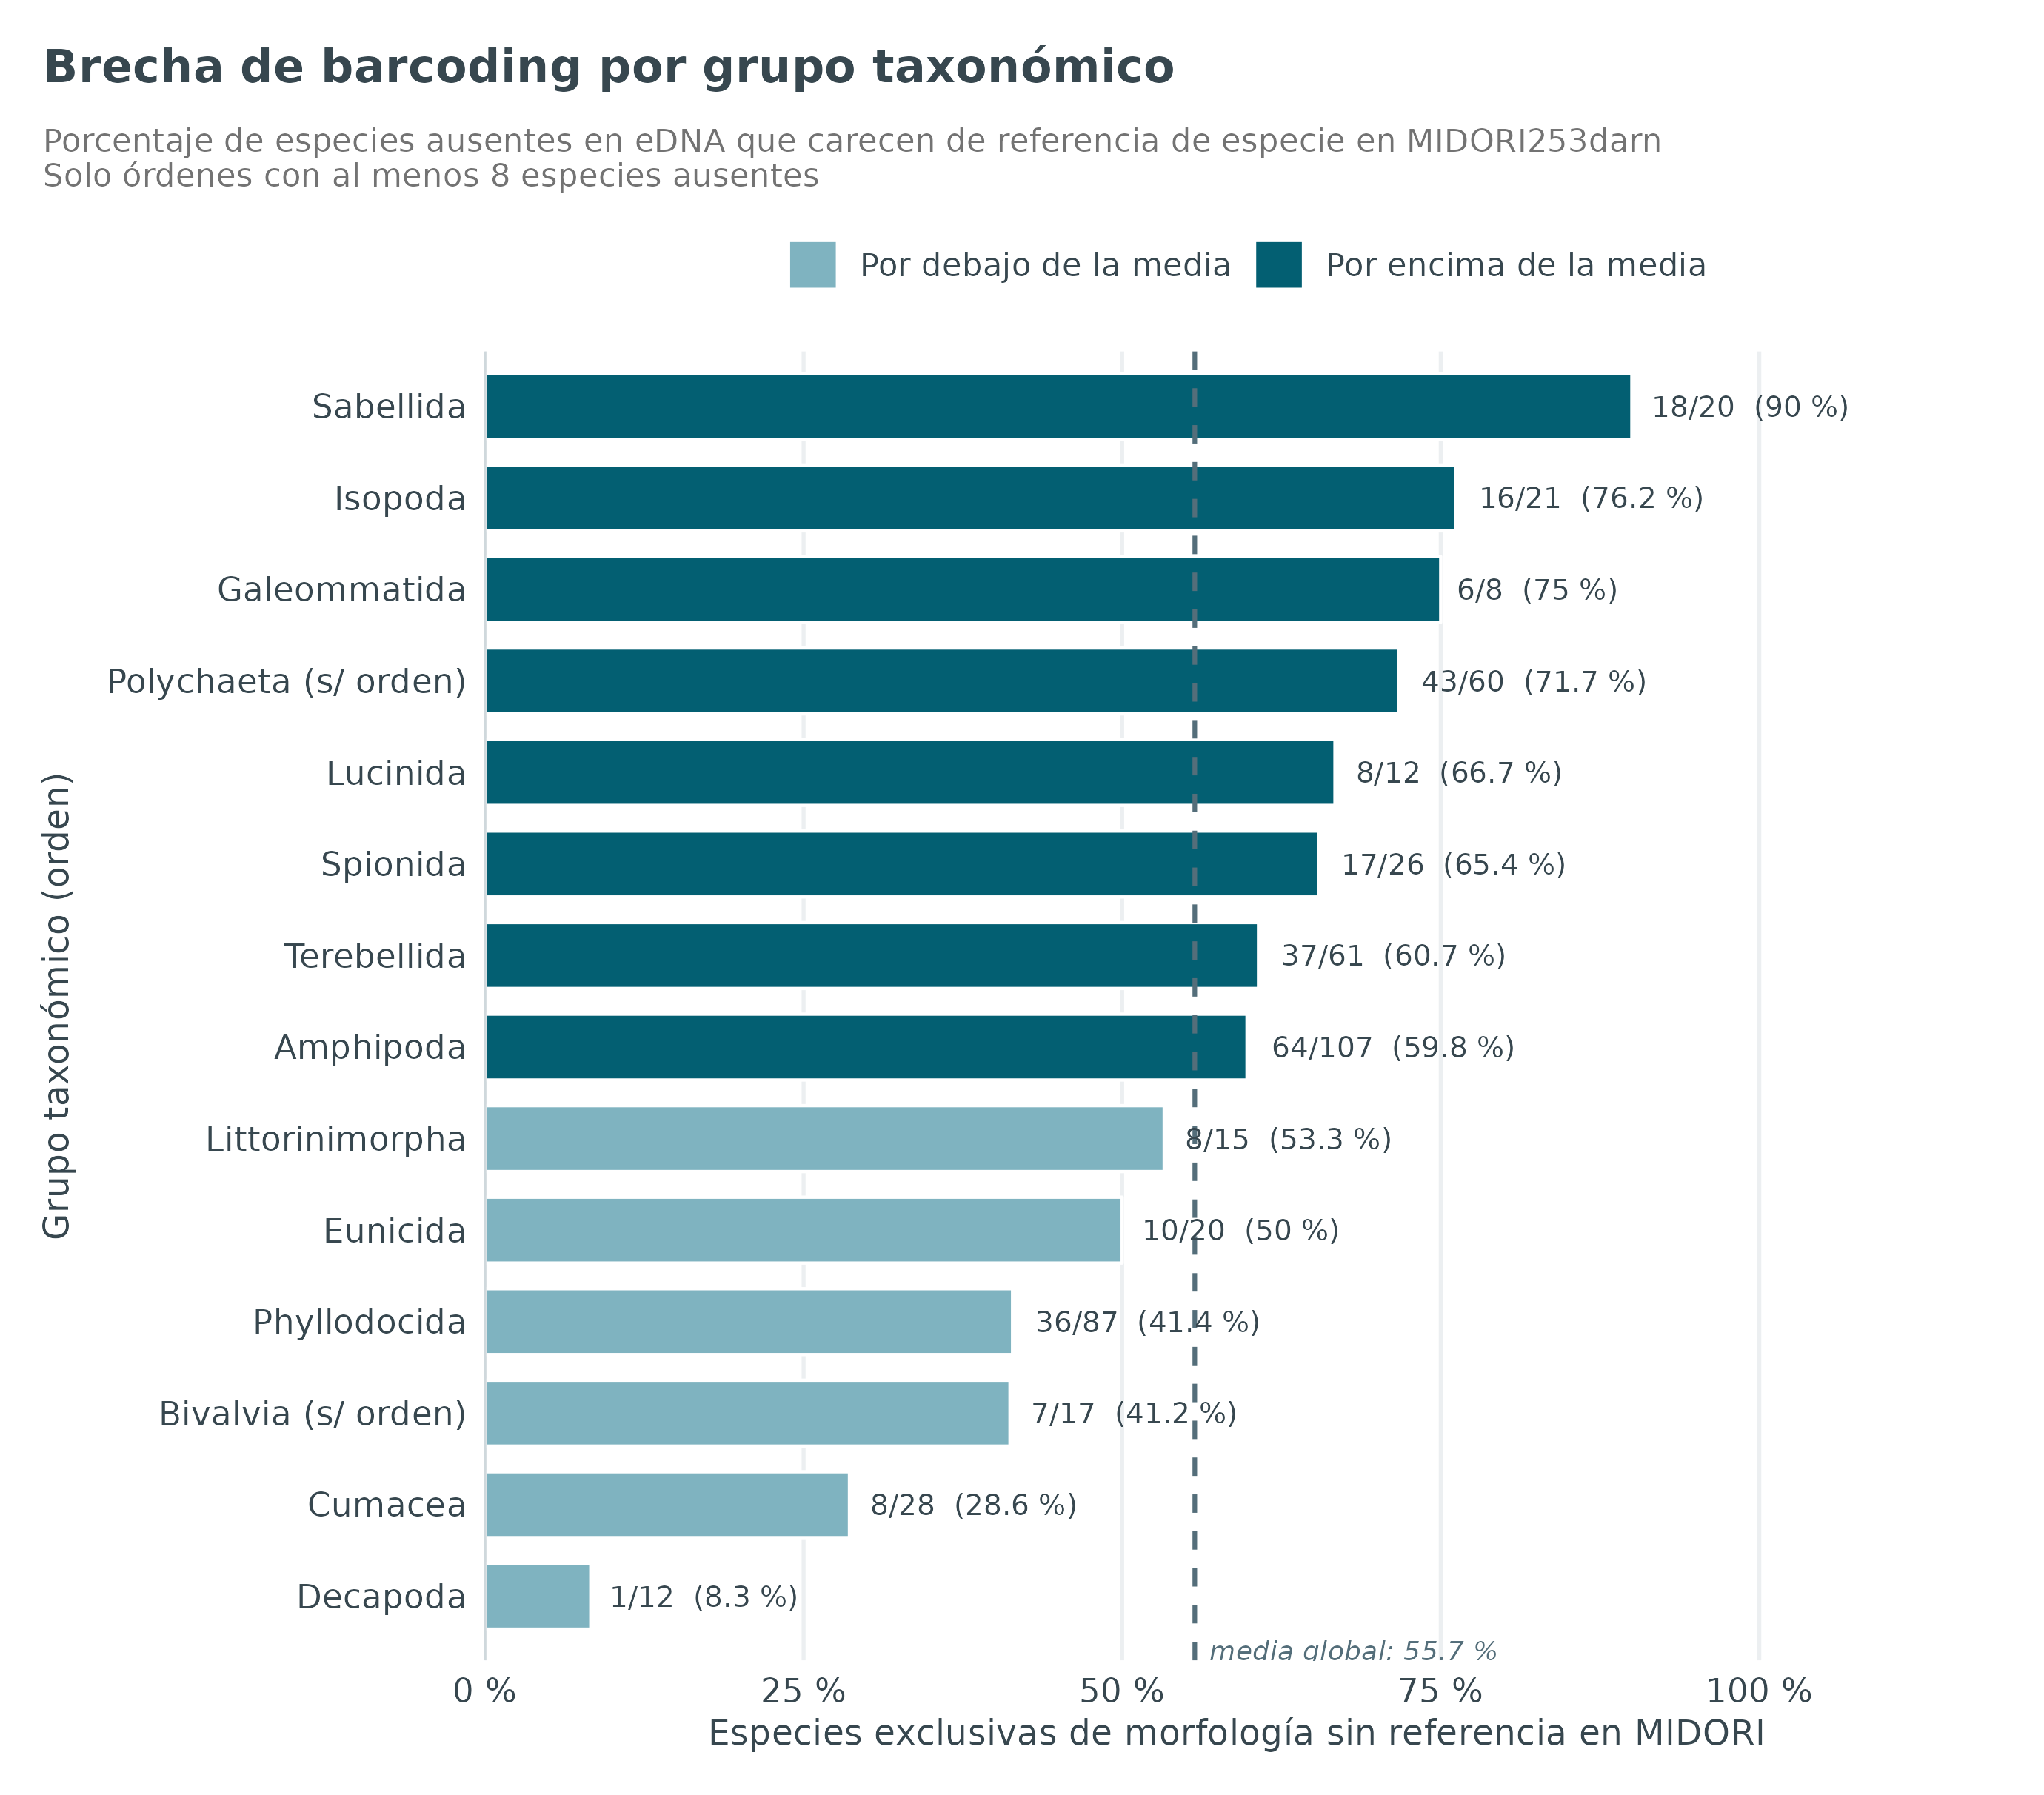 Brecha de barcoding por grupo taxonómico
Porcentaje de especies ausentes en eDNA que carecen de referencia de especie en MIDORI253darn
Solo órdenes con al menos 8 especies ausentes
Por debajo de la media
Por encima de la media
Grupo taxonómico (orden)
Sabellida 18/20 (90 %)
Isopoda 16/21 (76.2 %)
Galeommatida 6/8 (75 %)
Polychaeta (s/ orden) 43/60 (71.7 %)
Lucinida 8/12 (66.7 %)
Spionida 17/26 (65.4 %)
Terebellida 37/61 (60.7 %)
Amphipoda 64/107 (59.8 %)
Littorinimorpha 8/15 (53.3 %)
Eunicida 10/20 (50 %)
Phyllodocida 36/87 (41.4 %)
Bivalvia (s/ orden) 7/17 (41.2 %)
Cumacea 8/28 (28.6 %)
Decapoda 1/12 (8.3 %)
media global: 55.7 %
0 % 25 % 50 % 75 % 100 %
Especies exclusivas de morfología sin referencia en MIDORI